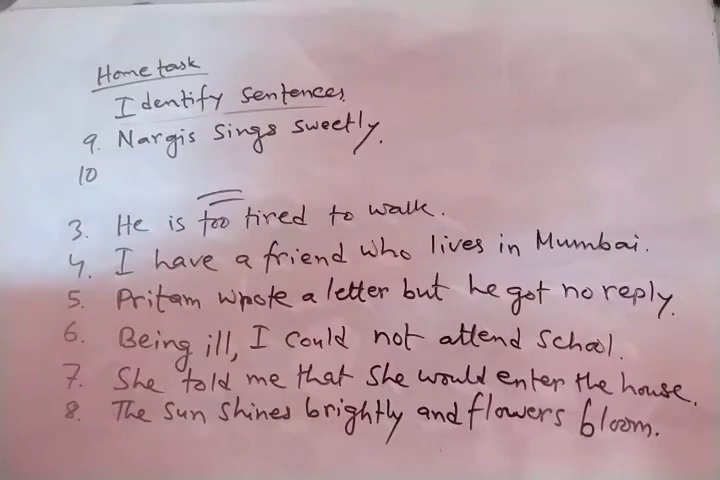 Home task
Identify sentences.
9. Nargis sings sweetly.
10
3. He is too tired to walk.
4. I have a friend who lives in Mumbai.
5. Pritam wrote a letter but he got no reply.
6. Being ill, I could not attend school.
7. She told me that she would enter the house.
8. The sun shines brightly and flowers bloom.